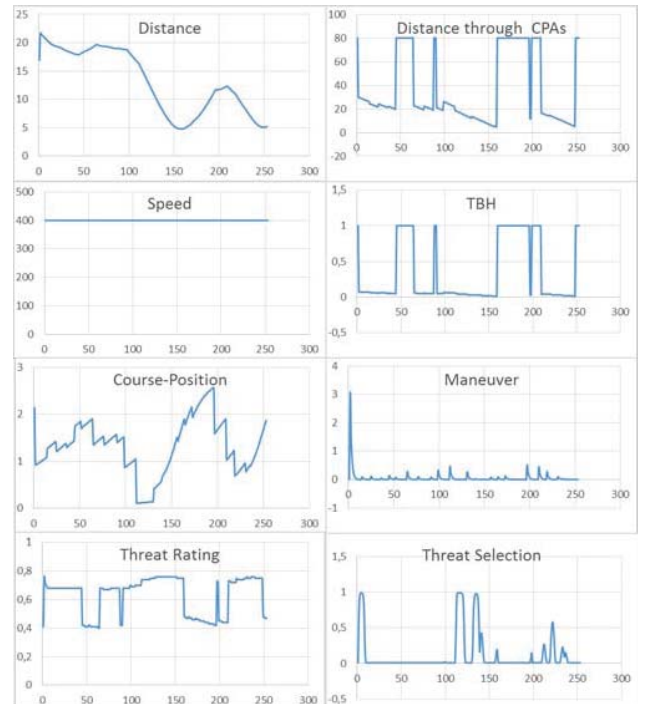 Distance
25
20
15
10
5
0
0 50 100 150 200 250 300
Distance through CPAs
100
80
60
40
20
0
-20
0 50 100 150 200 250 300
Speed
500
400
300
200
100
0
0 50 100 150 200 250 300
TBH
1,5
1
0,5
0
-0,5
0 50 100 150 200 250 300
Course-Position
3
2
1
0
0 50 100 150 200 250 300
Maneuver
4
3
2
1
0
-1
0 50 100 150 200 250 300
Threat Rating
1
0,8
0,6
0,4
0,2
0
0 50 100 150 200 250 300
Threat Selection
1,5
1
0,5
0
-0,5
0 50 100 150 200 250 300